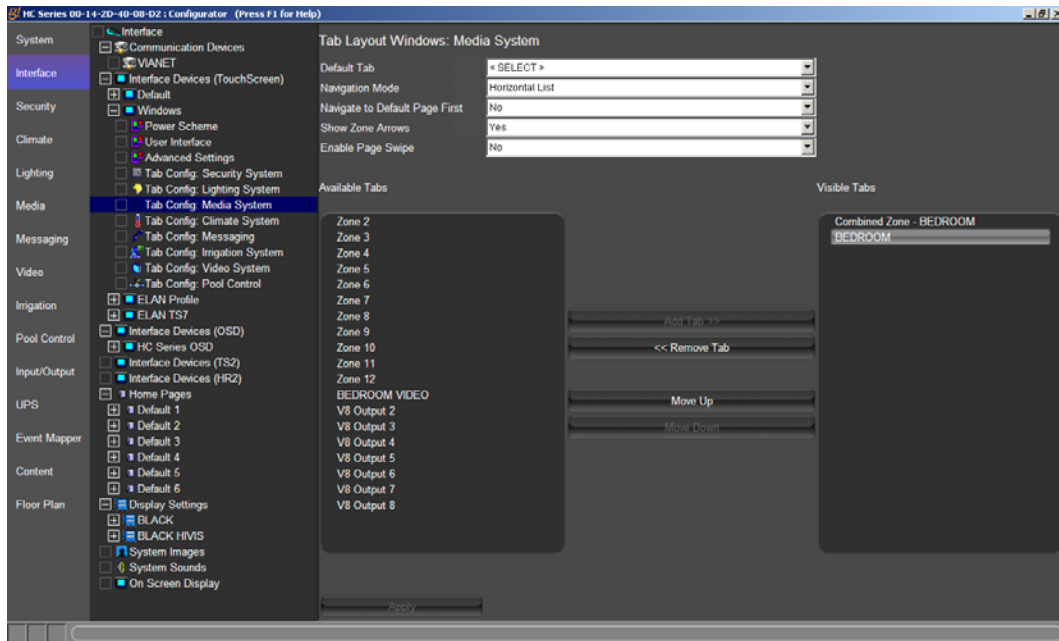 HC Series 00-14-2D-40-08-D2 : Configurator (Press F1 for Help)
System
Interface
Security
Climate
Lighting
Media
Messaging
Video
Irrigation
Pool Control
Input/Output
UPS
Event Mapper
Content
Floor Plan
Interface
Communication Devices
VIANET
Interface Devices (TouchScreen)
Default
Windows
Power Scheme
User Interface
Advanced Settings
Tab Config: Security System
Tab Config: Lighting System
Tab Config: Media System
Tab Config: Climate System
Tab Config: Messaging
Tab Config: Irrigation System
Tab Config: Video System
Tab Config: Pool Control
ELAN Profile
ELAN TS7
Interface Devices (OSD)
HC Series OSD
Interface Devices (TS2)
Interface Devices (HR2)
Home Pages
Default 1
Default 2
Default 3
Default 4
Default 5
Default 6
Display Settings
BLACK
BLACK HIVIS
System Images
System Sounds
On Screen Display
Tab Layout Windows: Media System
Default Tab « SELECT »
Navigation Mode Horizontal List
Navigate to Default Page First No
Show Zone Arrows Yes
Enable Page Swipe No
Available Tabs
Zone 2
Zone 3
Zone 4
Zone 5
Zone 6
Zone 7
Zone 8
Zone 9
Zone 10
Zone 11
Zone 12
BEDROOM VIDEO
V8 Output 2
V8 Output 3
V8 Output 4
V8 Output 5
V8 Output 6
V8 Output 7
V8 Output 8
Add Tab >>
<< Remove Tab
Move Up
Move Down
Visible Tabs
Combined Zone - BEDROOM
BEDROOM
Apply